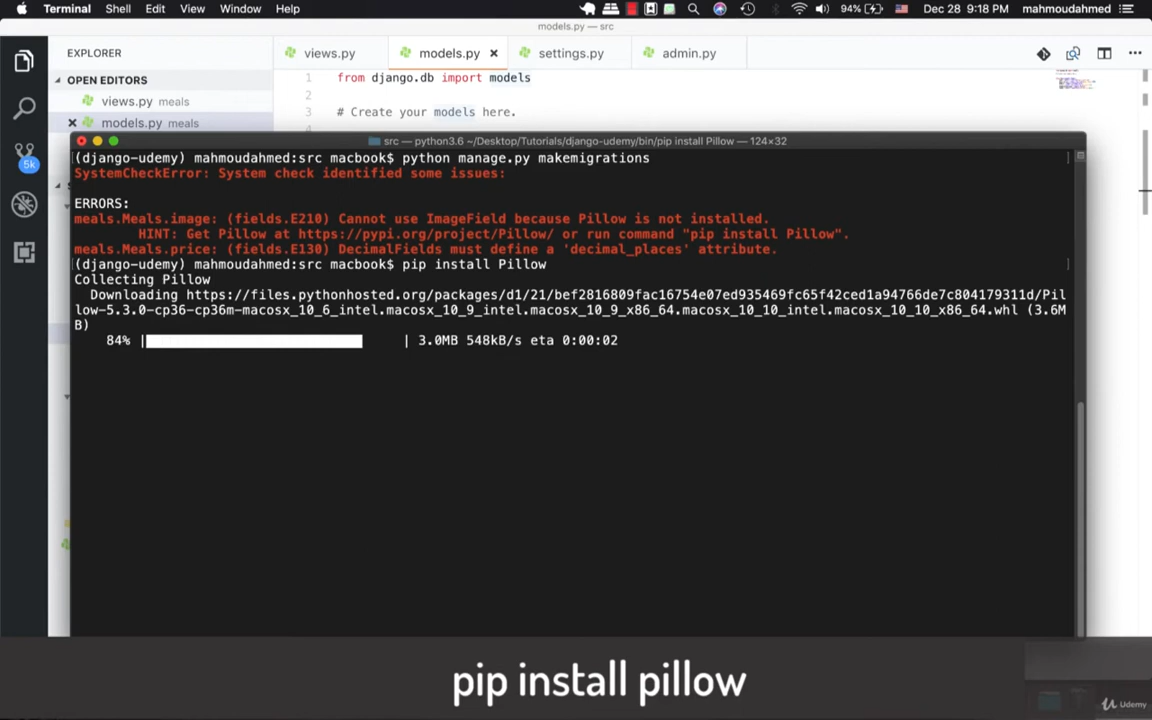 Terminal Shell Edit View Window Help 94% Dec 28 9:18 PM mahmoudahmed
models.py — src
EXPLORER views.py models.py settings.py admin.py
OPEN EDITORS
views.py meals
models.py meals
1 from django.db import models
2
3 # Create your models here.
5k
src — python3.6 ~/Desktop/Tutorials/django-udemy/bin/pip install Pillow — 124×32
[(django-udemy) mahmoudahmed:src macbook$ python manage.py makemigrations ]
SystemCheckError: System check identified some issues:
ERRORS:
meals.Meals.image: (fields.E210) Cannot use ImageField because Pillow is not installed.
HINT: Get Pillow at https://pypi.org/project/Pillow/ or run command "pip install Pillow".
meals.Meals.price: (fields.E130) DecimalFields must define a 'decimal_places' attribute.
[(django-udemy) mahmoudahmed:src macbook$ pip install Pillow ]
Collecting Pillow
Downloading https://files.pythonhosted.org/packages/d1/21/bef2816809fac16754e07ed935469fc65f42ced1a94766de7c804179311d/Pil
low-5.3.0-cp36-cp36m-macosx_10_6_intel.macosx_10_9_intel.macosx_10_9_x86_64.macosx_10_10_intel.macosx_10_10_x86_64.whl (3.6M
B)
84% | | 3.0MB 548kB/s eta 0:00:02
pip install pillow
Udemy